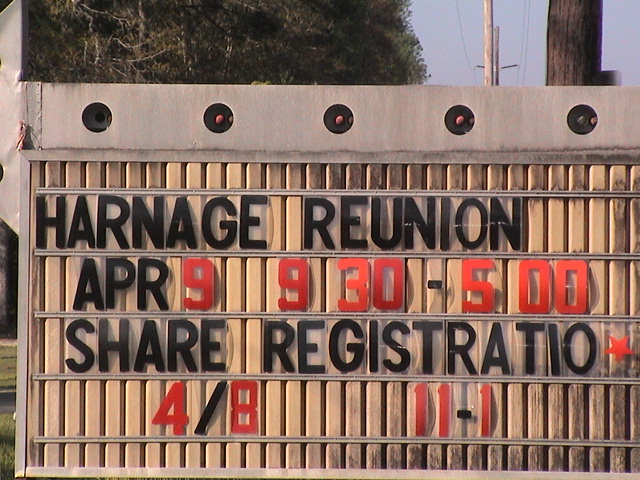 HARNAGE REUNION
APR 9 9 30-5 00
SHARE REGISTRATIO
4/8 11-1